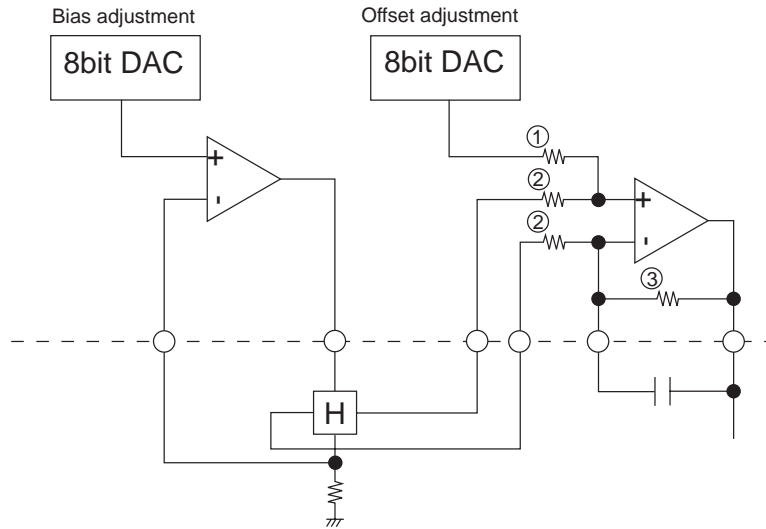 Bias adjustment
Offset adjustment
8bit DAC
8bit DAC
①
+
②
+
-
②
-
③
H